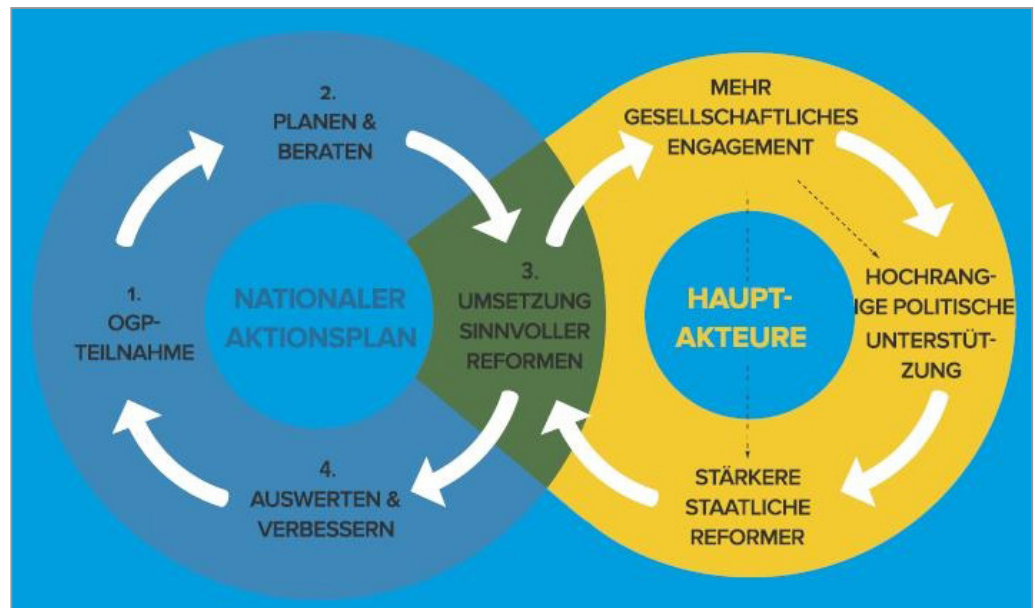 2.
PLANEN &
BERATEN
1.
OGP-
TEILNAHME
NATIONALER
AKTIONSPLAN
3.
UMSETZUNG
SINNVOLLER
REFORMEN
4.
AUSWERTEN &
VERBESSERN
MEHR
GESELLSCHAFTLICHES
ENGAGEMENT
HAUPT-
AKTEURE
HOCHRANG-
IGE POLITISCHE
UNTERSTÜT-
ZUNG
STÄRKERE
STAATLICHE
REFORMER